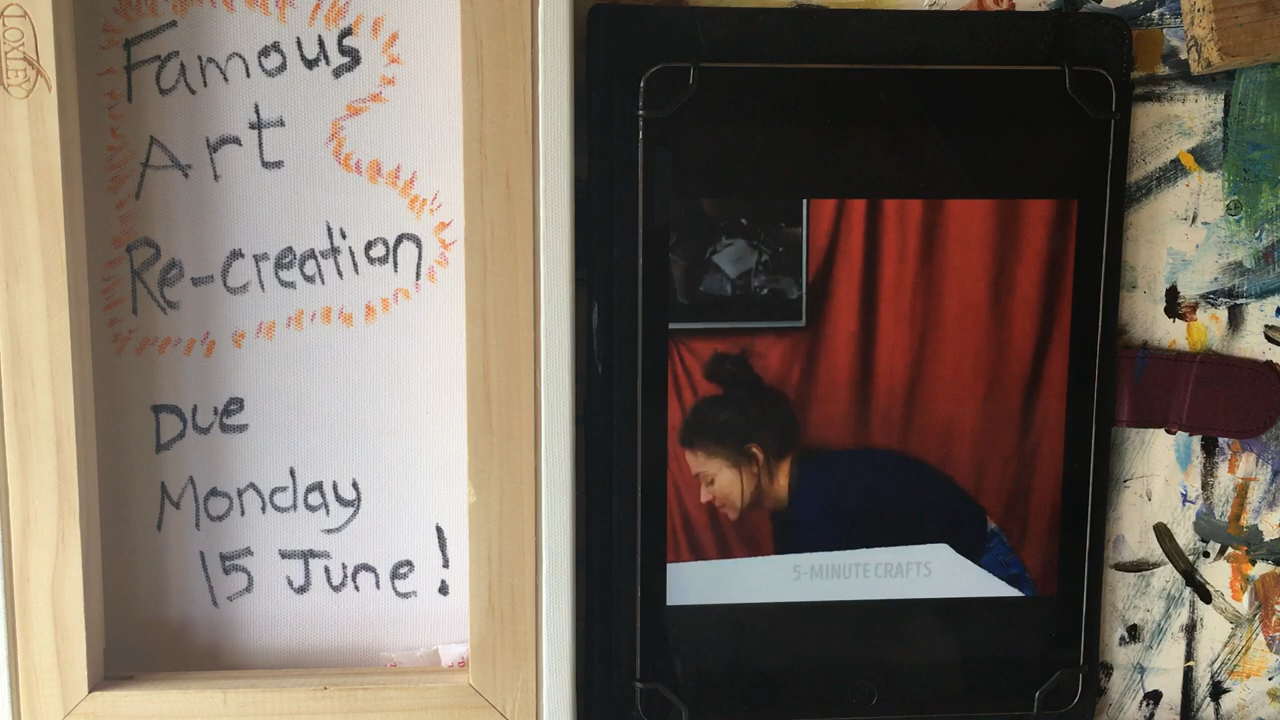 LOXLEY
Famous
Art
Re-creation
Due
Monday
15 June!
5-MINUTE CRAFTS